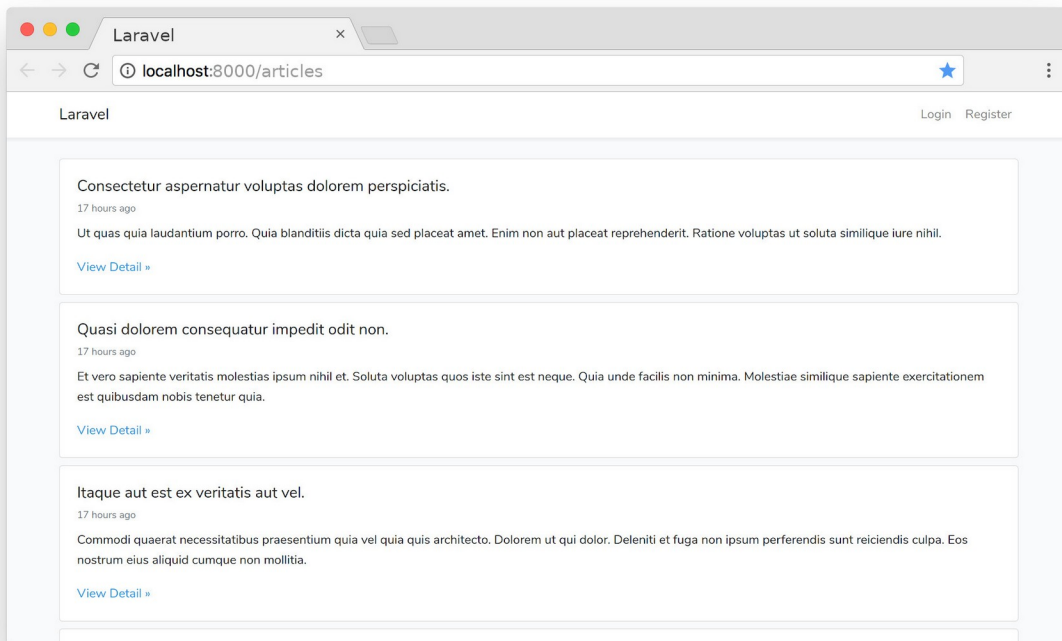 Laravel
localhost:8000/articles
Laravel
Login Register
Consectetur aspernatur voluptas dolorem perspiciatis.
17 hours ago
Ut quas quia laudantium porro. Quia blanditiis dicta quia sed placeat amet. Enim non aut placeat reprehenderit. Ratione voluptas ut soluta similique iure nihil.
View Detail »
Quasi dolorem consequatur impedit odit non.
17 hours ago
Et vero sapiente veritatis molestias ipsum nihil et. Soluta voluptas quos iste sint est neque. Quia unde facilis non minima. Molestiae similique sapiente exercitationem
est quibusdam nobis tenetur quia.
View Detail »
Itaque aut est ex veritatis aut vel.
17 hours ago
Commodi quaerat necessitatibus praesentium quia vel quia quis architecto. Dolorem ut qui dolor. Deleniti et fuga non ipsum perferendis sunt reiciendis culpa. Eos
nostrum eius aliquid cumque non mollitia.
View Detail »